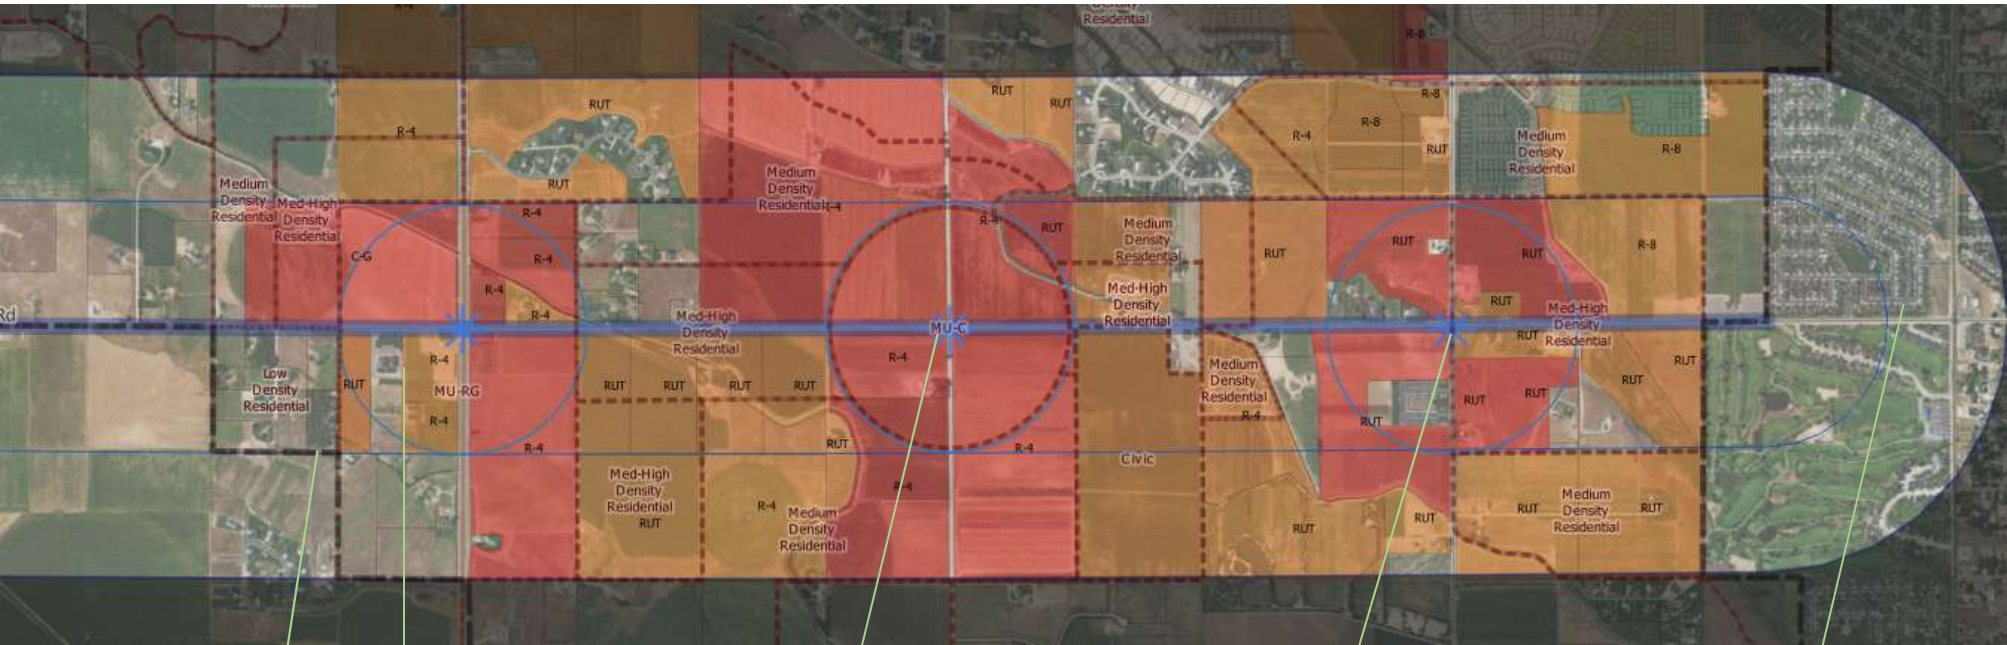 R-4
Residential
R-8
RUT
RUT
R-8
RUT
R-4
R-4
R-8
Medium
Density
Residential
RUT
R-8
Medium
Density
Residential
Med-High
Density
Residential
RUT
Medium
Density
Residential
R-4
R-4
R-4
RUT
Medium
Density
Residential
RUT
RUT
RUT
R-8
C-G
R-4
R-4
R-4
Med-High
Density
Residential
RUT
Rd
Med-High
Density
Residential
MU-C
Med-High
Density
Residential
RUT
Low
Density
Residential
RUT
R-4
MU-RG
R-4
RUT
RUT
RUT
RUT
R-4
Medium
Density
Residential
R-4
RUT
RUT
RUT
RUT
RUT
R-4
Med-High
Density
Residential
RUT
R-4
RUT
Medium
Density
Residential
R-4
R-4
Civic
RUT
RUT
RUT
Medium
Density
Residential
RUT